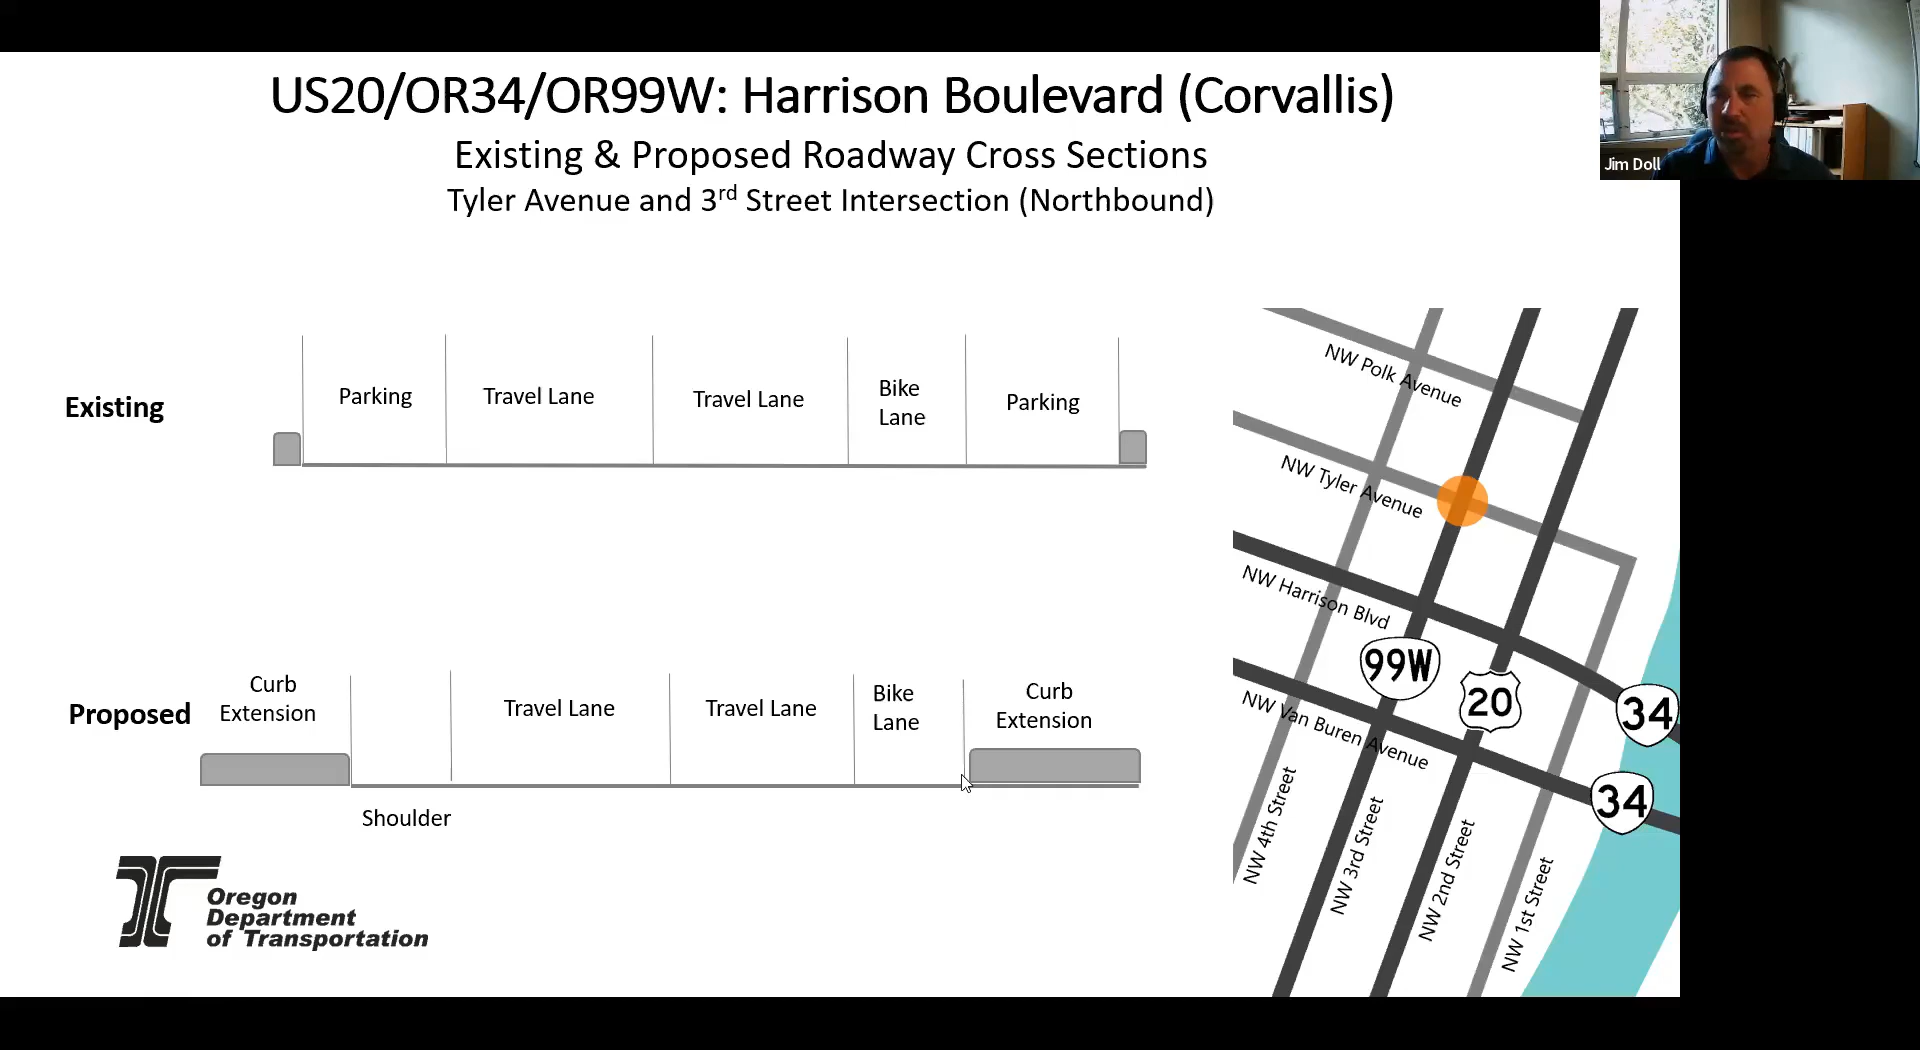 US20/OR34/OR99W: Harrison Boulevard (Corvallis)
Existing & Proposed Roadway Cross Sections
Tyler Avenue and 3rd Street Intersection (Northbound)
Jim Doll
Existing
Parking
Travel Lane
Travel Lane
Bike
Lane
Parking
Proposed
Curb
Extension
Travel Lane
Travel Lane
Bike
Lane
Curb
Extension
Shoulder
Oregon
Department
of Transportation
NW Polk Avenue
NW Tyler Avenue
NW Harrison Blvd
99W
20
34
NW Van Buren Avenue
34
NW 4th Street
NW 3rd Street
NW 2nd Street
NW 1st Street